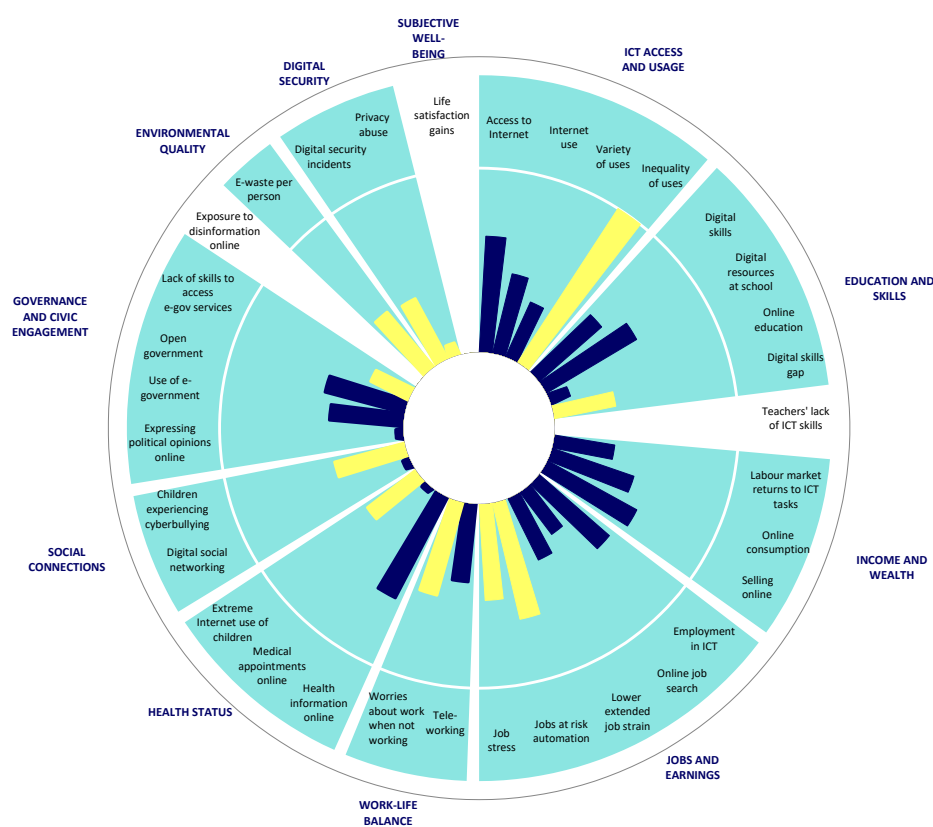 SUBJECTIVE
WELL-
BEING
Life
satisfaction
gains
ICT ACCESS
AND USAGE
Access to
Internet
Internet
use
Variety
of uses
Inequality
of uses
EDUCATION AND
SKILLS
Digital
skills
Digital
resources
at school
Online
education
Digital skills
gap
Teachers' lack
of ICT skills
INCOME AND
WEALTH
Labour market
returns to ICT
tasks
Online
consumption
Selling
online
JOBS AND
EARNINGS
Employment
in ICT
Online job
search
Lower
extended
job strain
Jobs at risk
automation
Job
stress
WORK-LIFE
BALANCE
Tele-
working
Worries
about work
when not
working
HEALTH STATUS
Health
information
online
Medical
appointments
online
Extreme
Internet use of
children
SOCIAL
CONNECTIONS
Digital social
networking
Children
experiencing
cyberbullying
GOVERNANCE
AND CIVIC
ENGAGEMENT
Expressing
political opinions
online
Use of e-
government
Open
government
Lack of skills to
access
e-gov services
Exposure to
disinformation
online
ENVIRONMENTAL
QUALITY
E-waste per
person
DIGITAL
SECURITY
Digital security
incidents
Privacy
abuse